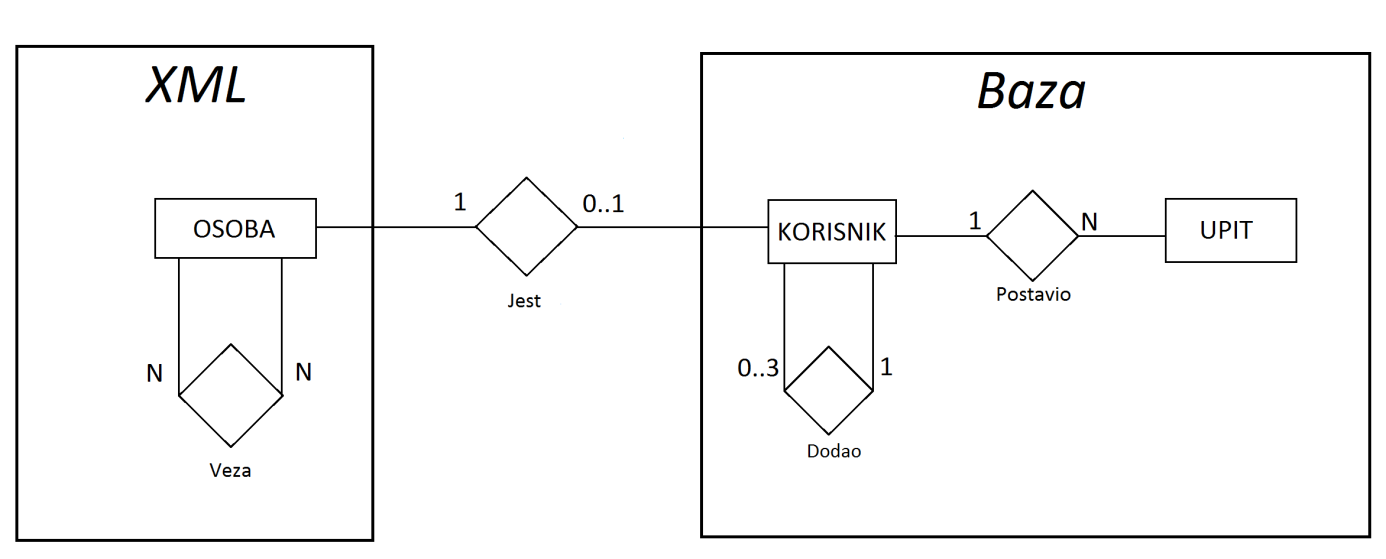 XML
Baza
OSOBA
1
Jest
0..1
KORISNIK
1
Postavio
N
UPIT
N
Veza
N
0..3
Dodao
1